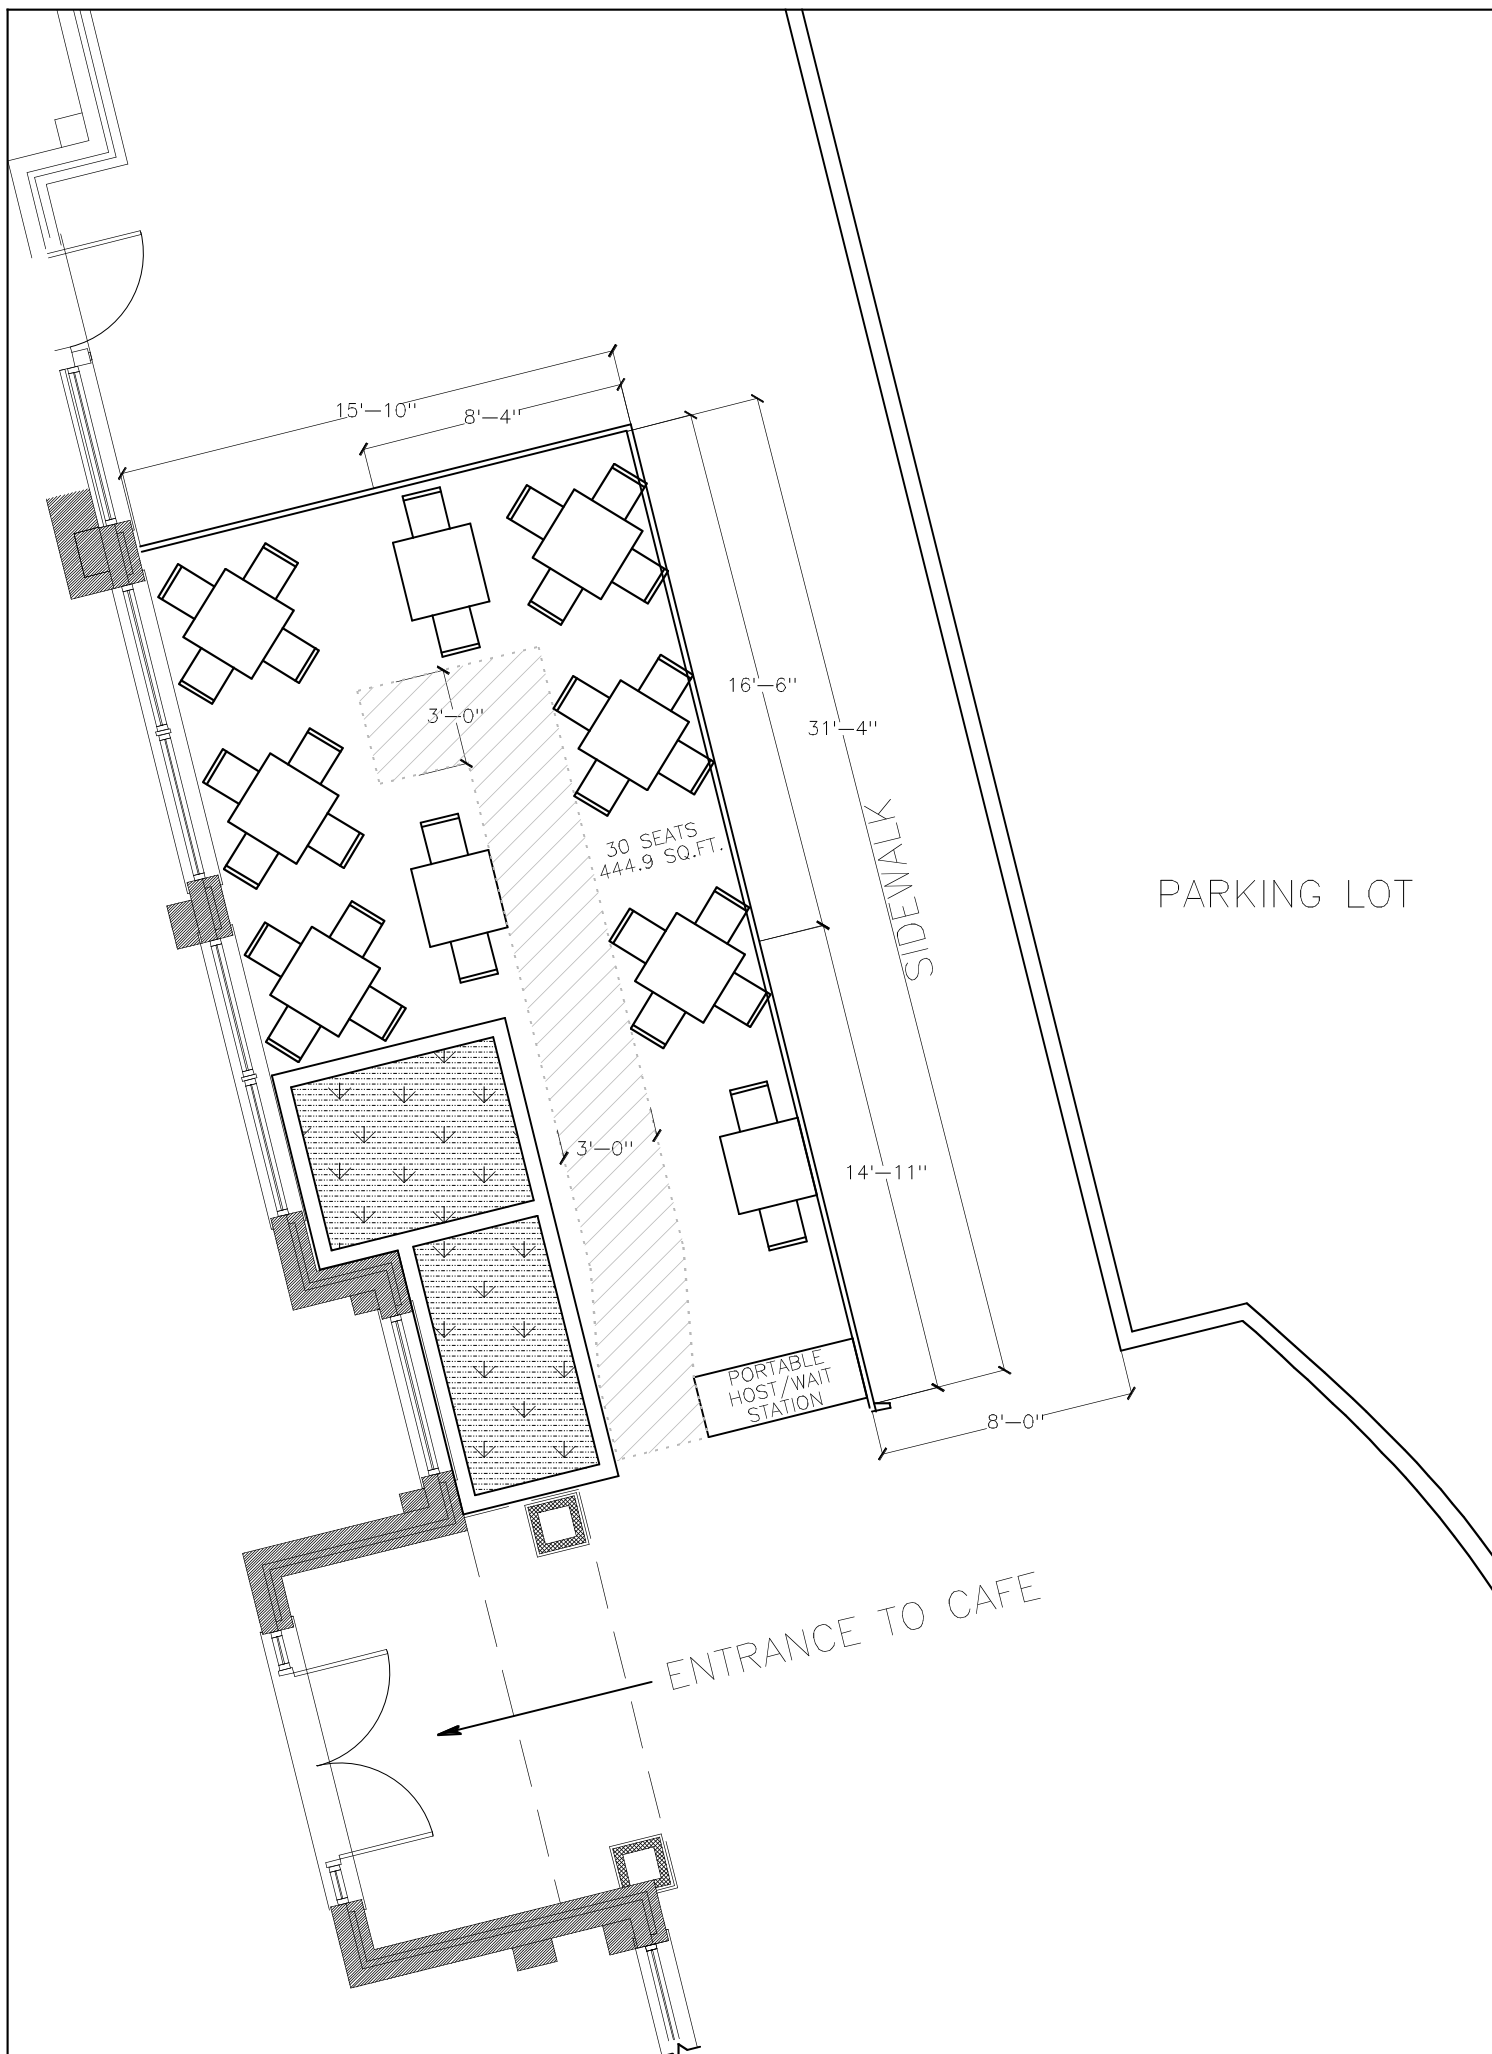 15'-10"
8'-4"
3'-0"
16'-6"
31'-4"
30 SEATS
444.9 SQ.FT.
SIDEWALK
PARKING LOT
3'-0"
14'-11"
PORTABLE
HOST/WAIT
STATION
8'-0"
ENTRANCE TO CAFE